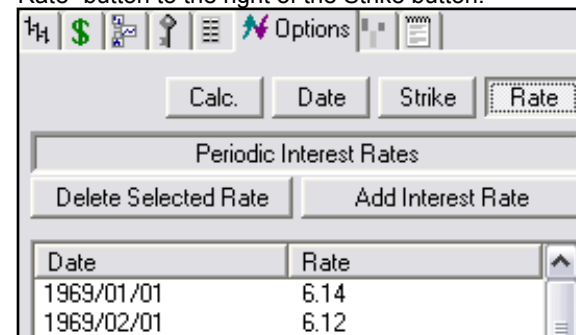 Rate" button to the right of the Strike button.
$ Options
Calc. Date Strike Rate
Periodic Interest Rates
Delete Selected Rate Add Interest Rate
Date Rate
1969/01/01 6.14
1969/02/01 6.12